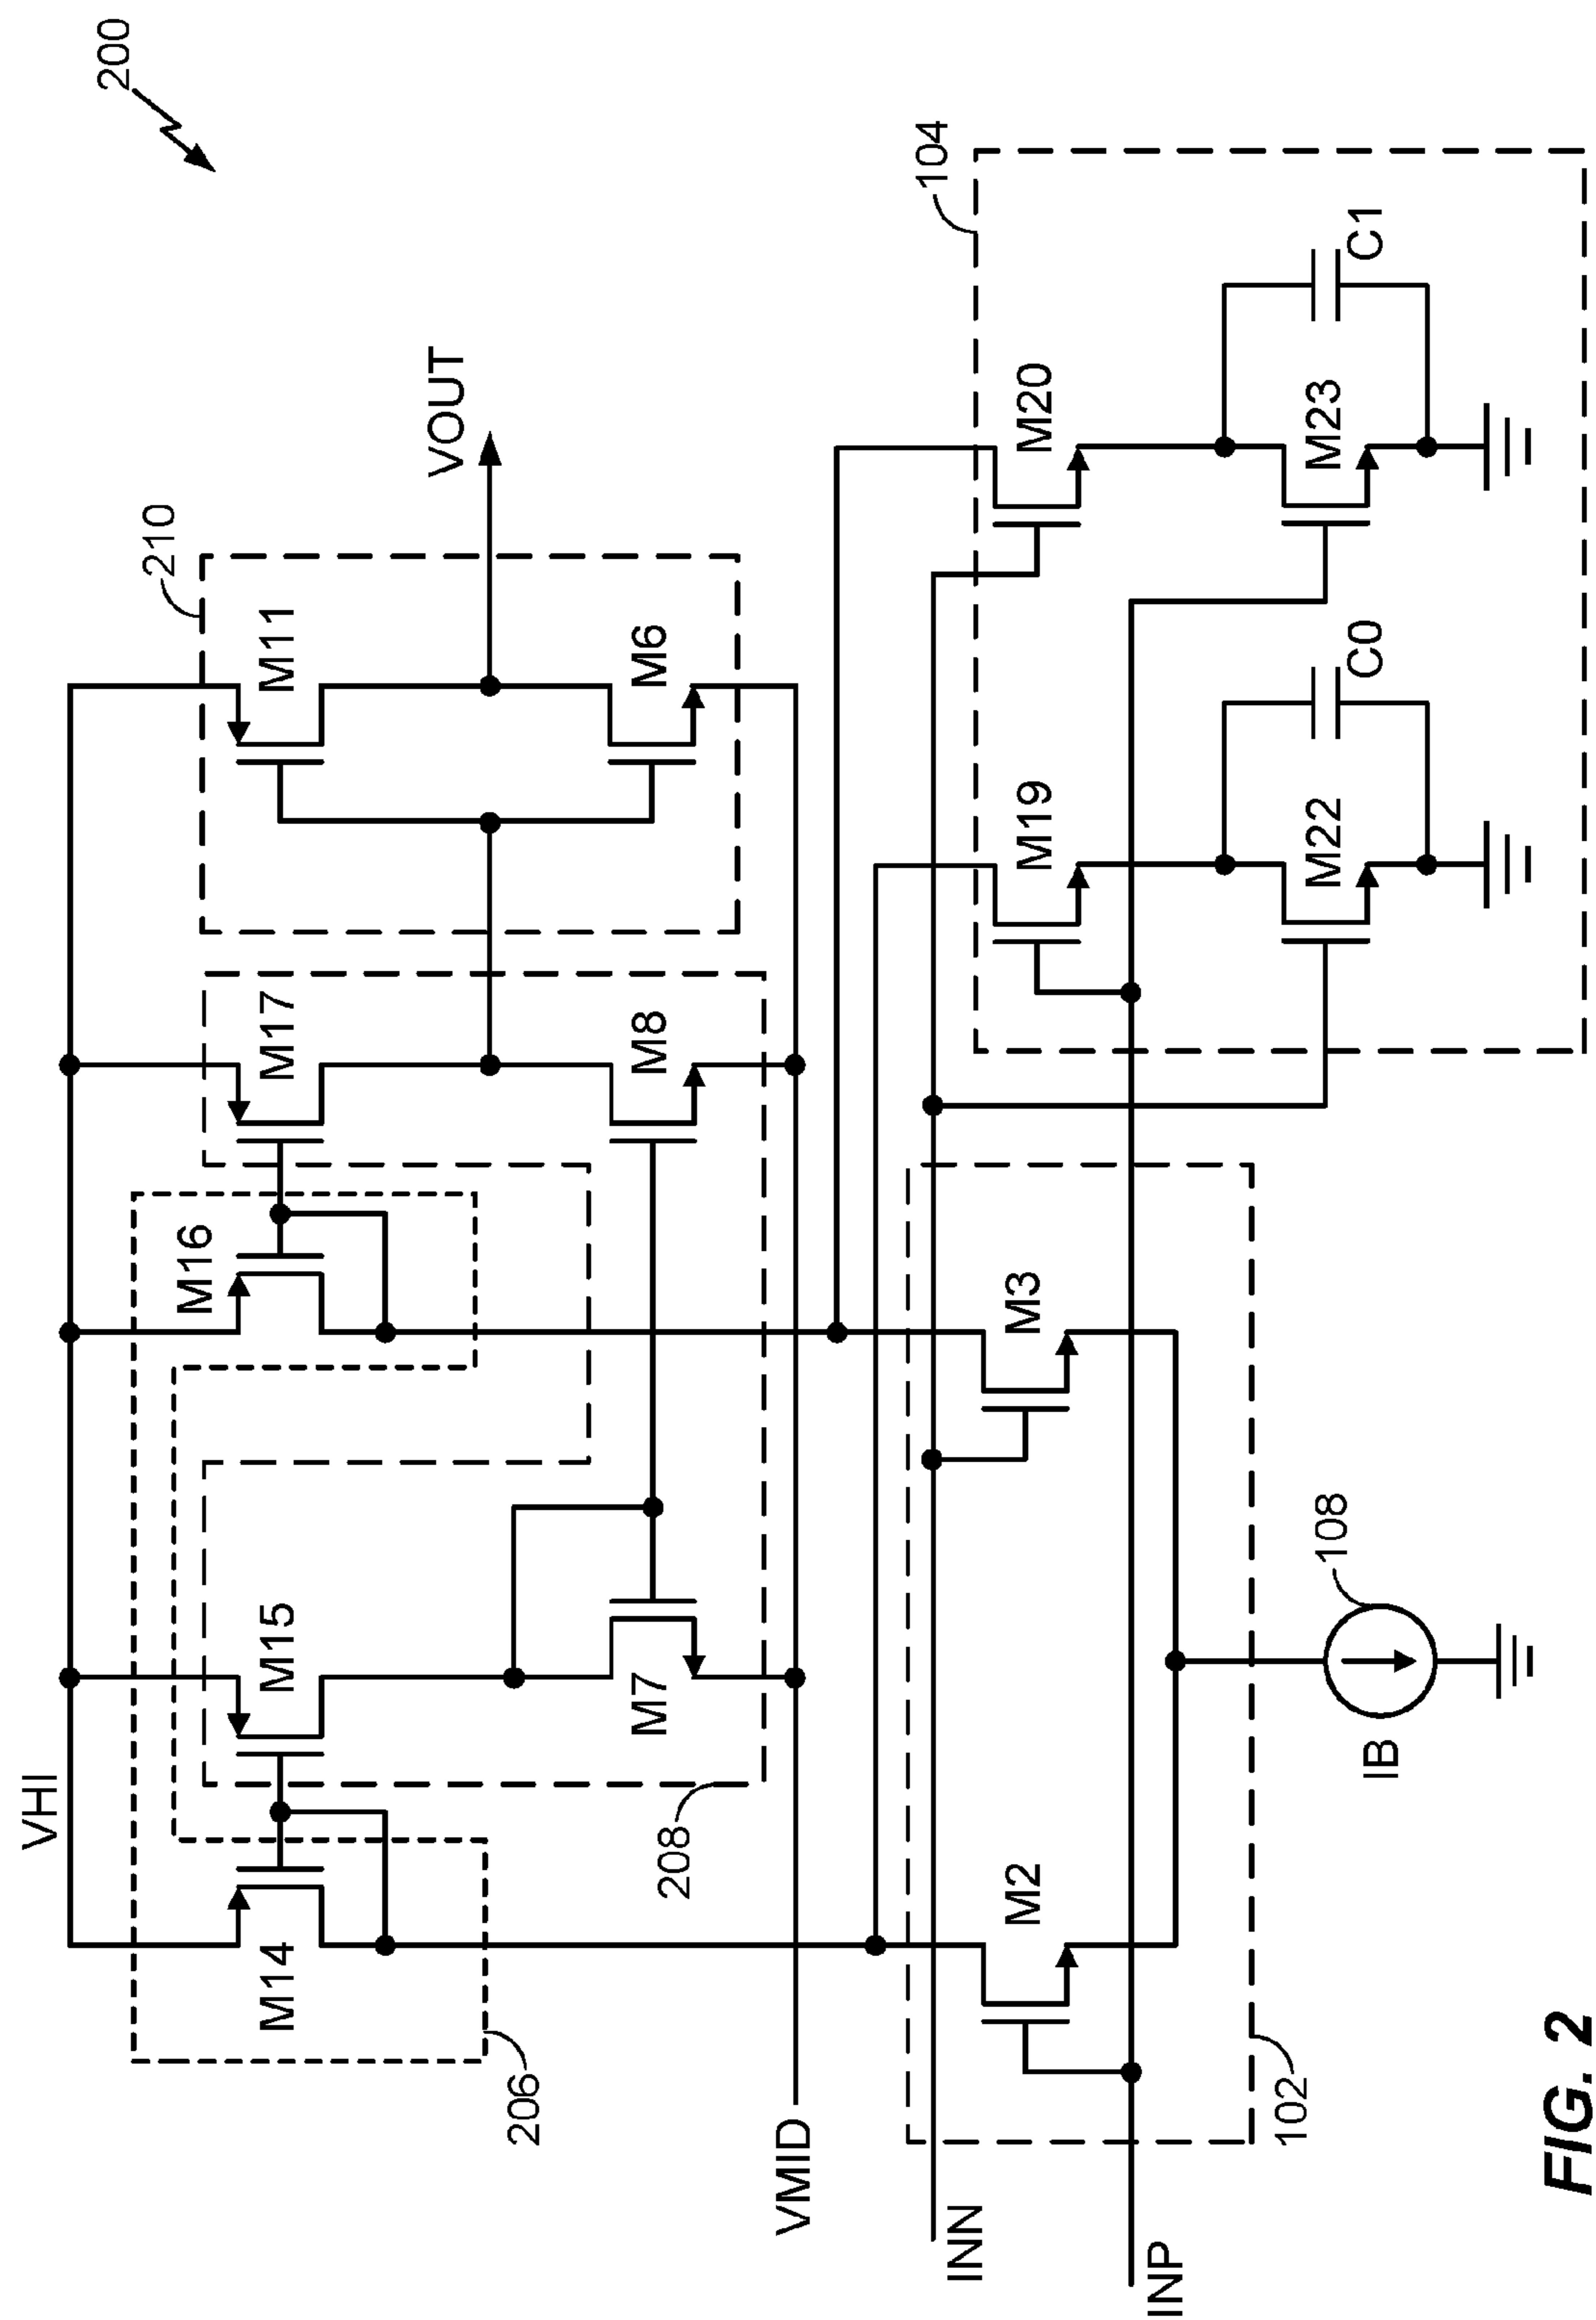 200
VHI
210
M16
M17
M11
M14
M15
VOUT
206
M7
M8
M6
208
VMID
104
INN
M2
M3
M19
M20
INP
102
108
M22
M23
C0
C1
IB
FIG. 2